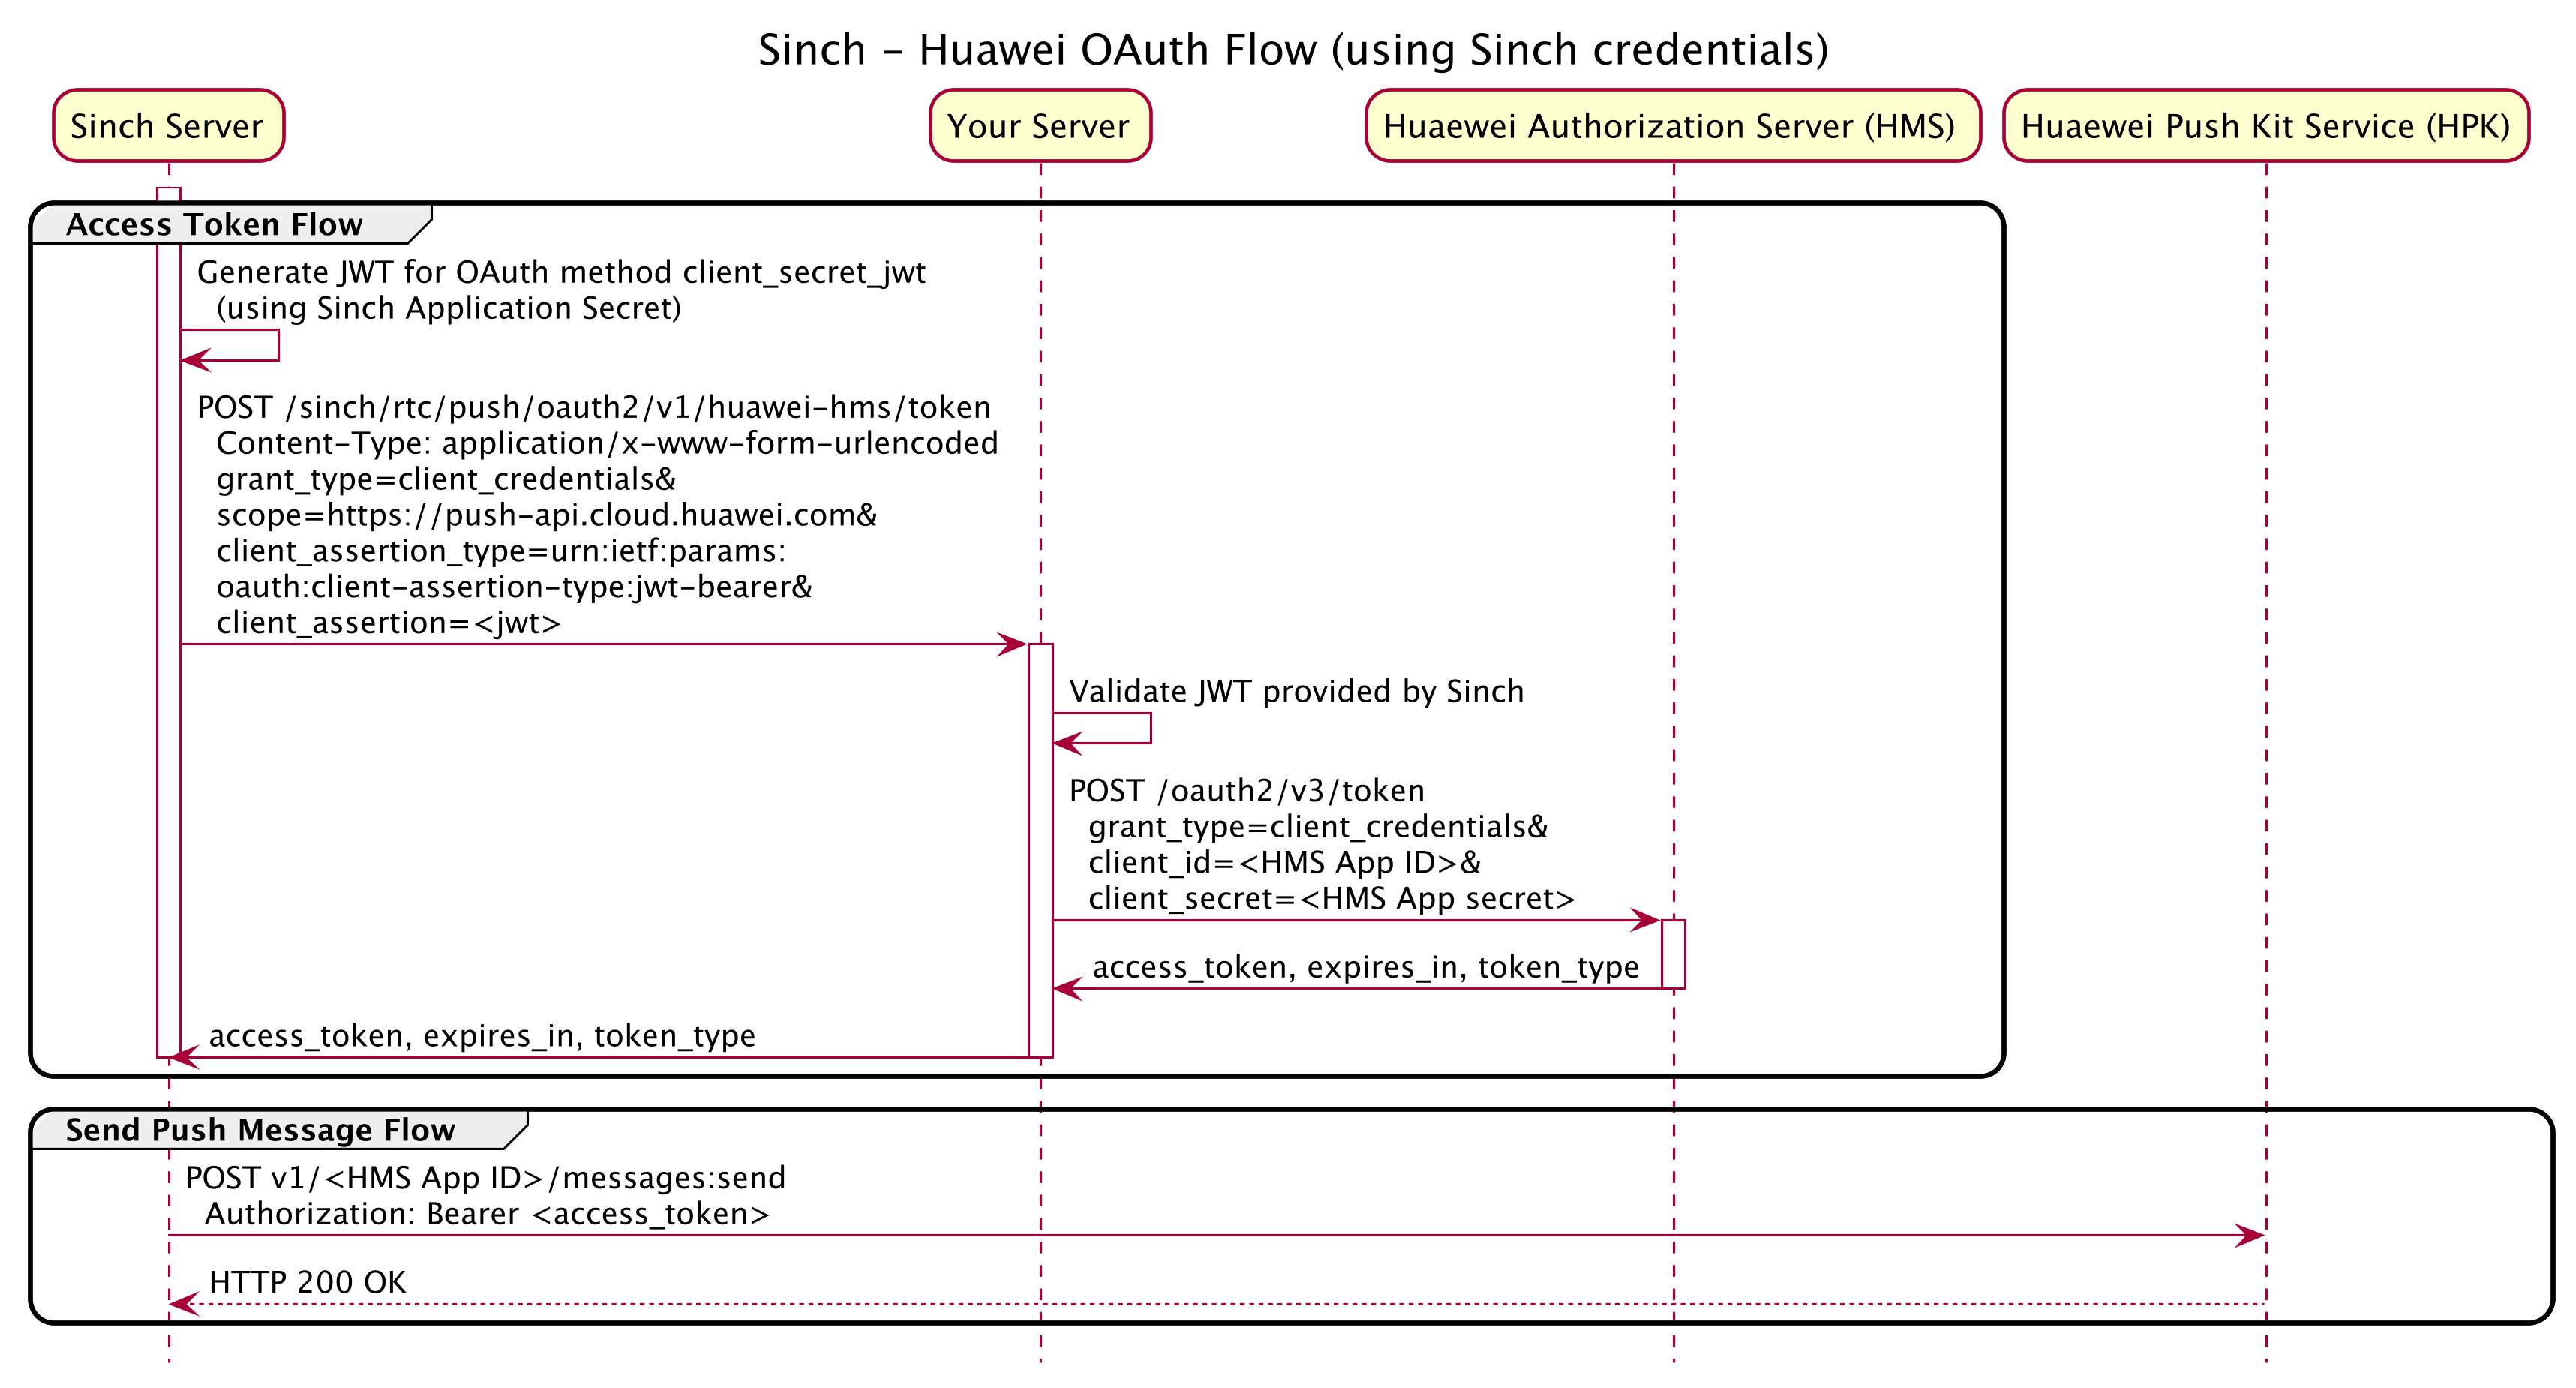 Sinch - Huawei OAuth Flow (using Sinch credentials)
Sinch Server
Your Server
Huaewei Authorization Server (HMS)
Huaewei Push Kit Service (HPK)
Access Token Flow
Generate JWT for OAuth method client_secret_jwt
(using Sinch Application Secret)
POST /sinch/rtc/push/oauth2/v1/huawei-hms/token
Content-Type: application/x-www-form-urlencoded
grant_type=client_credentials&
scope=https://push-api.cloud.huawei.com&
client_assertion_type=urn:ietf:params:
oauth:client-assertion-type:jwt-bearer&
client_assertion=<jwt>
Validate JWT provided by Sinch
POST /oauth2/v3/token
grant_type=client_credentials&
client_id=<HMS App ID>&
client_secret=<HMS App secret>
access_token, expires_in, token_type
access_token, expires_in, token_type
Send Push Message Flow
POST v1/<HMS App ID>/messages:send
Authorization: Bearer <access_token>
HTTP 200 OK